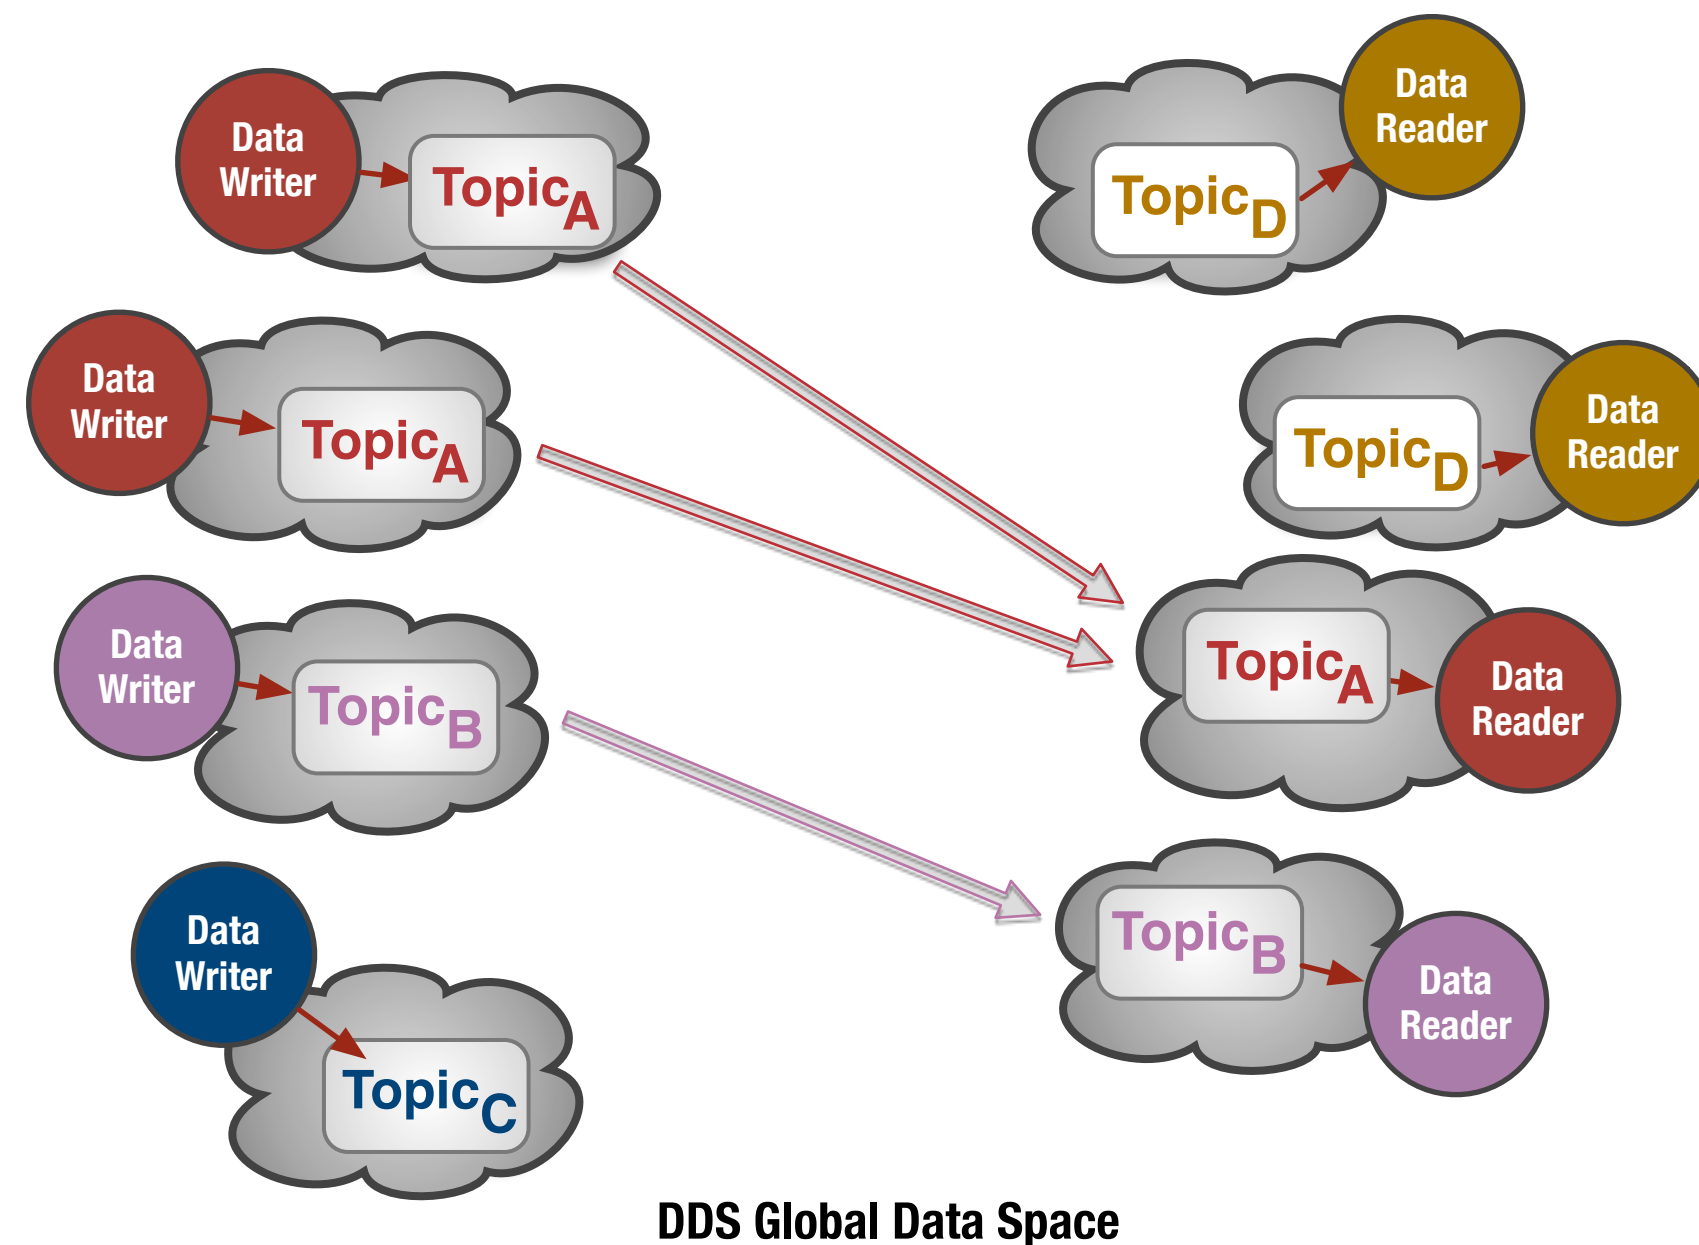 Data
Writer
TopicA
Data
Writer
TopicA
Data
Writer
TopicB
Data
Writer
TopicC
Data
Reader
TopicD
Data
Reader
TopicD
TopicA
Data
Reader
TopicB
Data
Reader
DDS Global Data Space